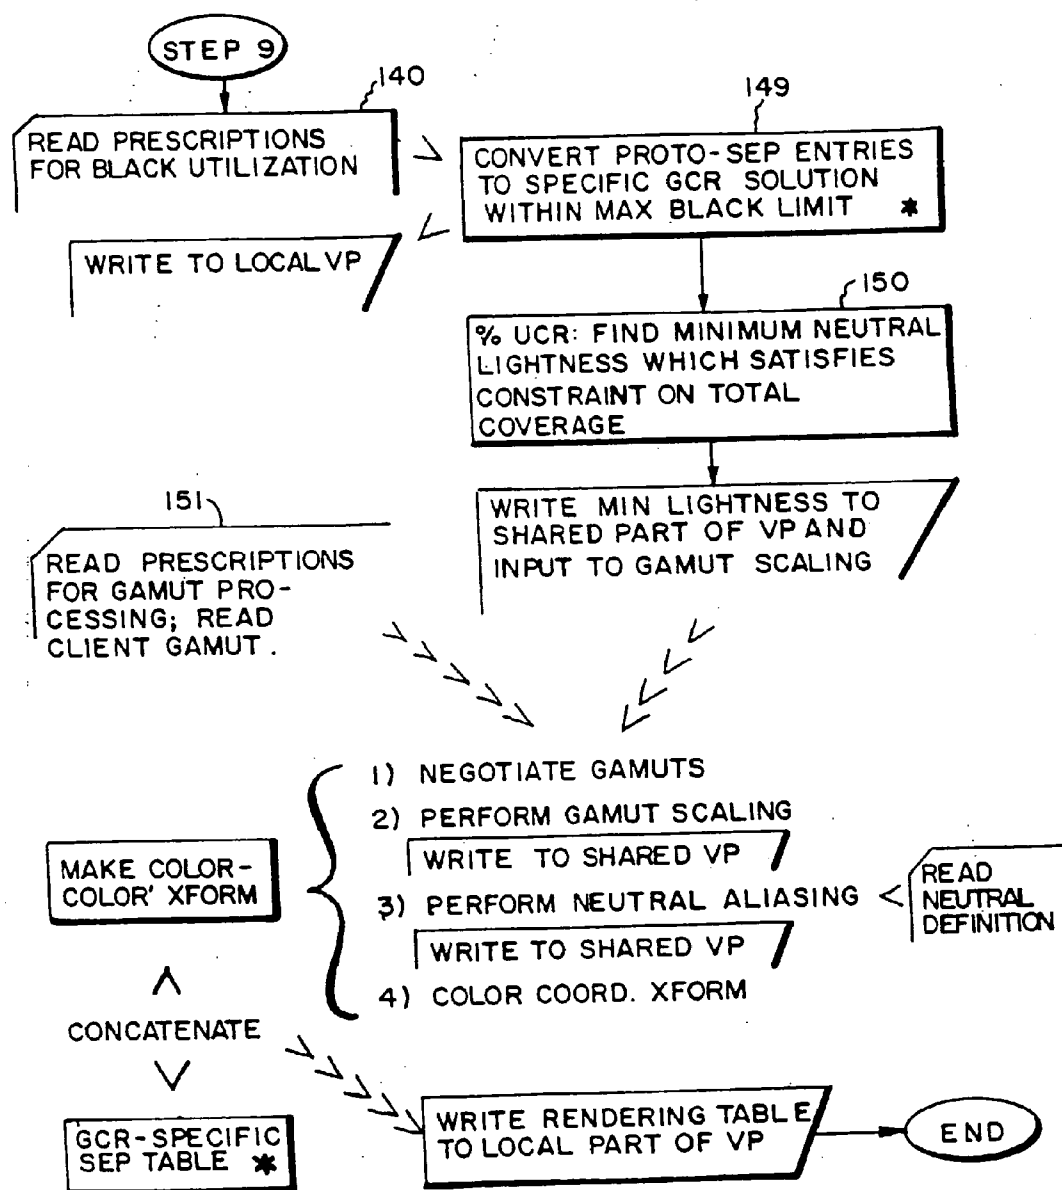 STEP 9
140
READ PRESCRIPTIONS
FOR BLACK UTILIZATION
149
CONVERT PROTO-SEP ENTRIES
TO SPECIFIC GCR SOLUTION
WITHIN MAX BLACK LIMIT *
WRITE TO LOCAL VP
150
% UCR: FIND MINIMUM NEUTRAL
LIGHTNESS WHICH SATISFIES
CONSTRAINT ON TOTAL
COVERAGE
WRITE MIN LIGHTNESS TO
SHARED PART OF VP AND
INPUT TO GAMUT SCALING
151
READ PRESCRIPTIONS
FOR GAMUT PRO-
CESSING; READ
CLIENT GAMUT.
1) NEGOTIATE GAMUTS
2) PERFORM GAMUT SCALING
WRITE TO SHARED VP
MAKE COLOR-
COLOR' XFORM
3) PERFORM NEUTRAL ALIASING
READ
NEUTRAL
DEFINITION
WRITE TO SHARED VP
4) COLOR COORD. XFORM
CONCATENATE
GCR-SPECIFIC
SEP TABLE *
WRITE RENDERING TABLE
TO LOCAL PART OF VP
END